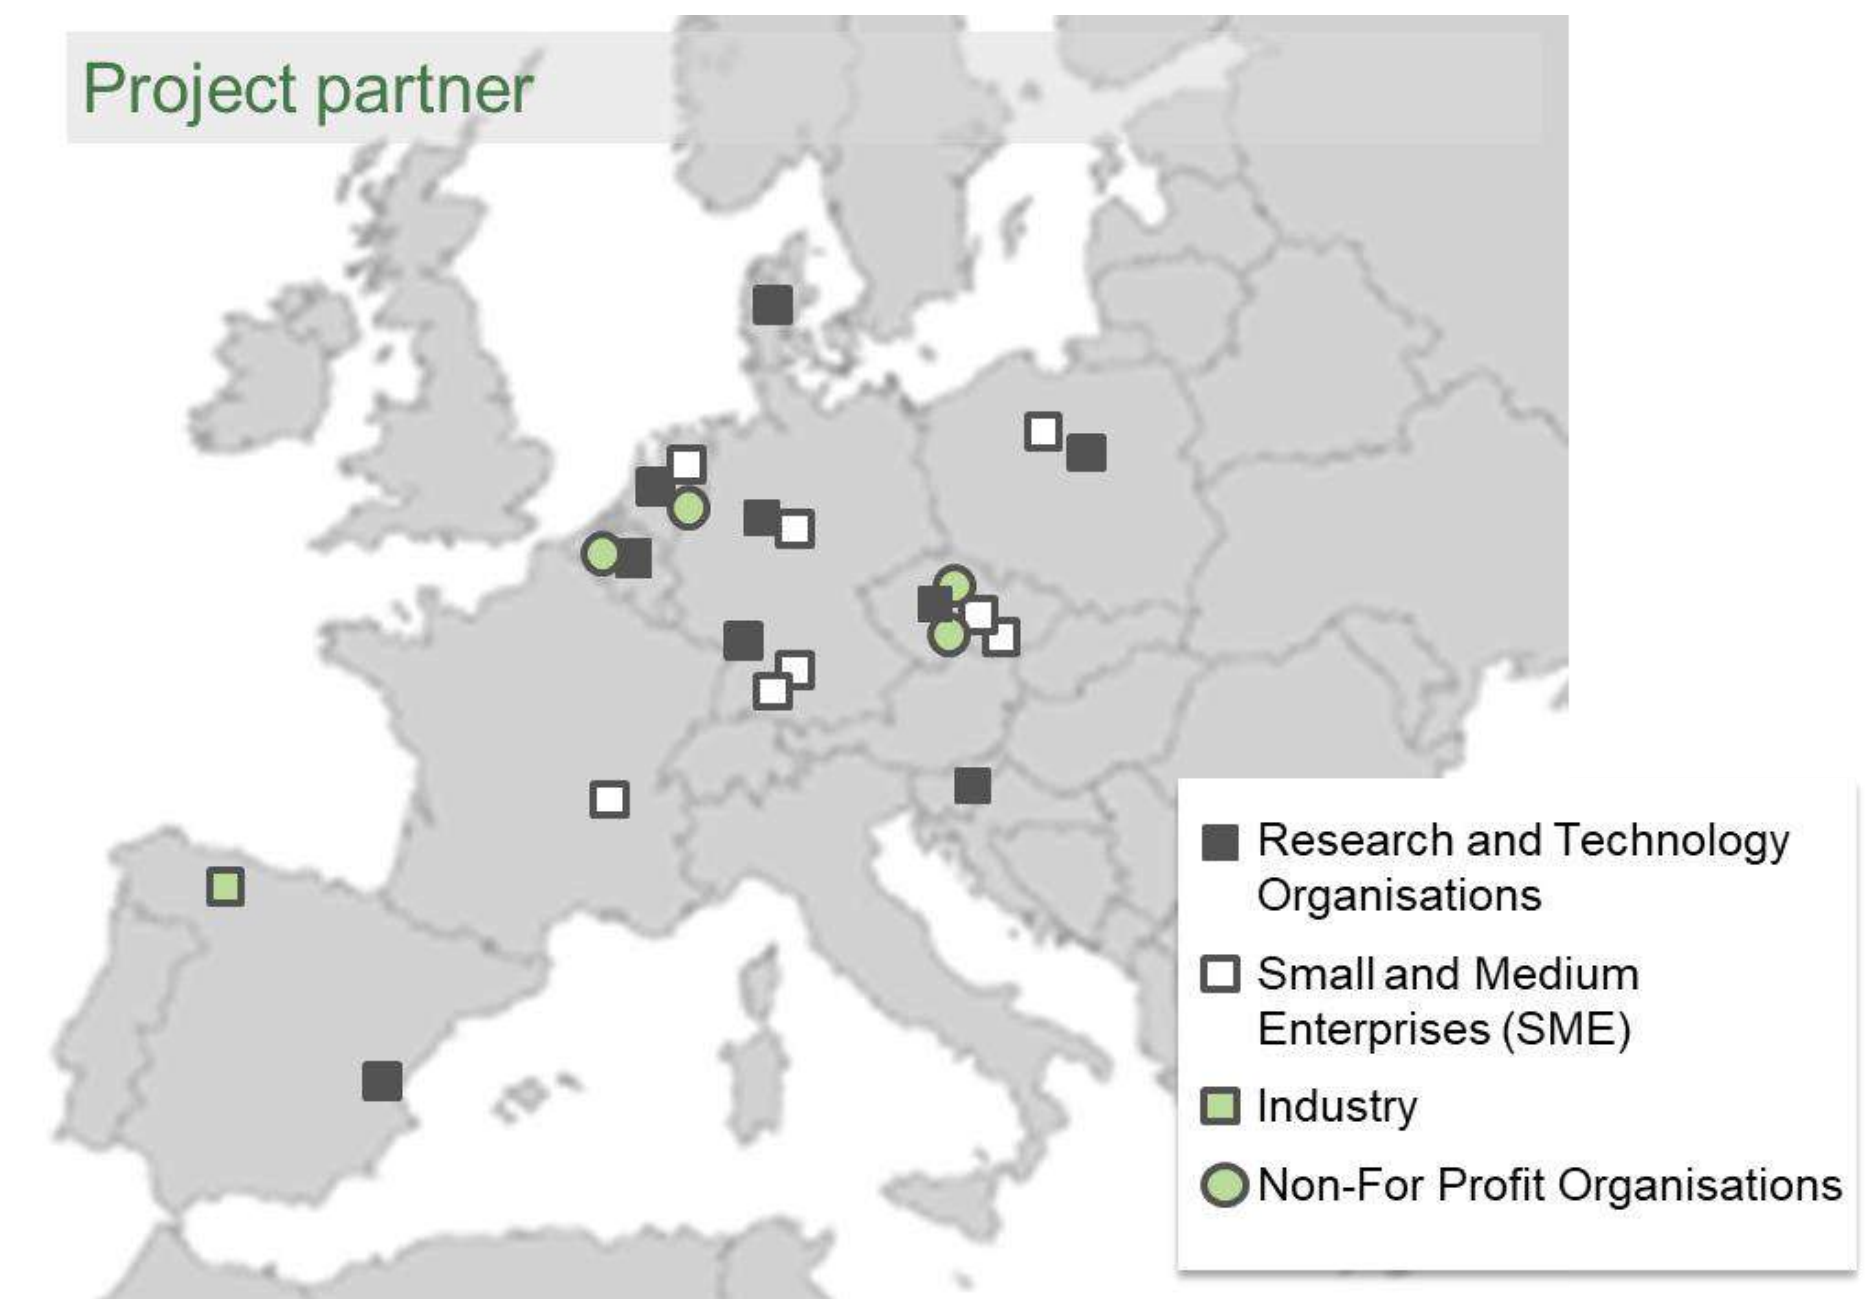 Project partner
Research and Technology
Organisations
Small and Medium
Enterprises (SME)
Industry
Non-For Profit Organisations